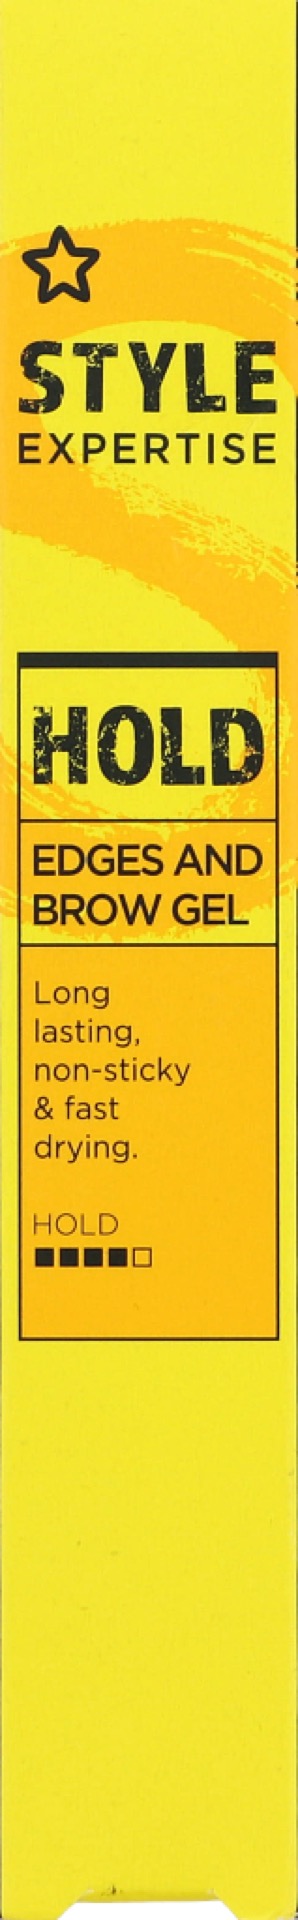 STYLE
EXPERTISE
HOLD
EDGES AND
BROW GEL
Long
lasting,
non-sticky
& fast
drying.
HOLD